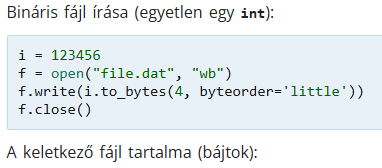 Bináris fájl írása (egyetlen egy int):
i = 123456
f = open("file.dat", "wb")
f.write(i.to_bytes(4, byteorder='little'))
f.close()
A keletkező fájl tartalma (bájtok):